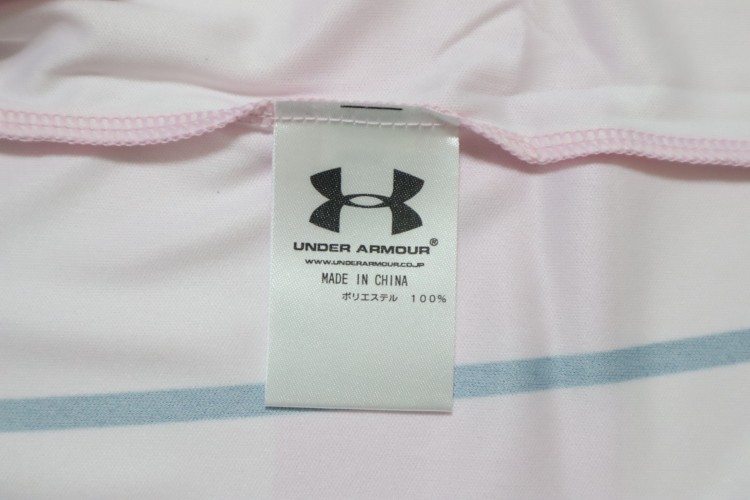 UNDER ARMOUR®
WWW.UNDERARMOUR.CO.JP
MADE IN CHINA
ポリエステル 100%